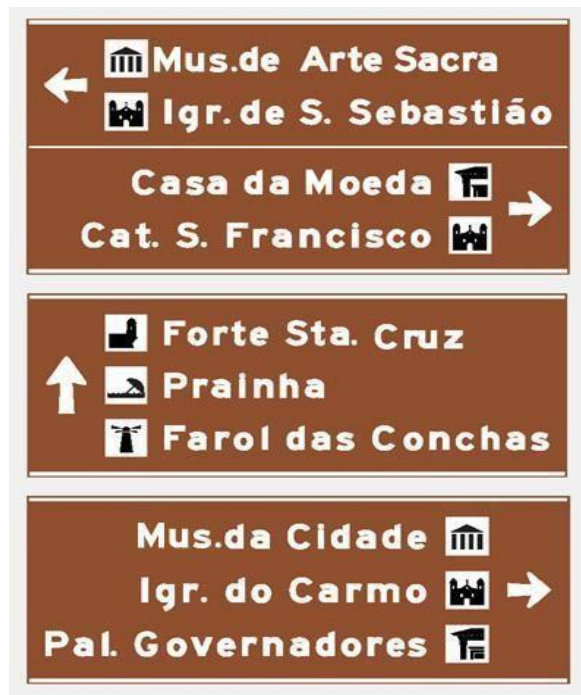 Mus.de Arte Sacra
Igr. de S. Sebastião
Casa da Moeda
Cat. S. Francisco
Forte Sta. Cruz
Prainha
Farol das Conchas
Mus.da Cidade
Igr. do Carmo
Pal. Governadores